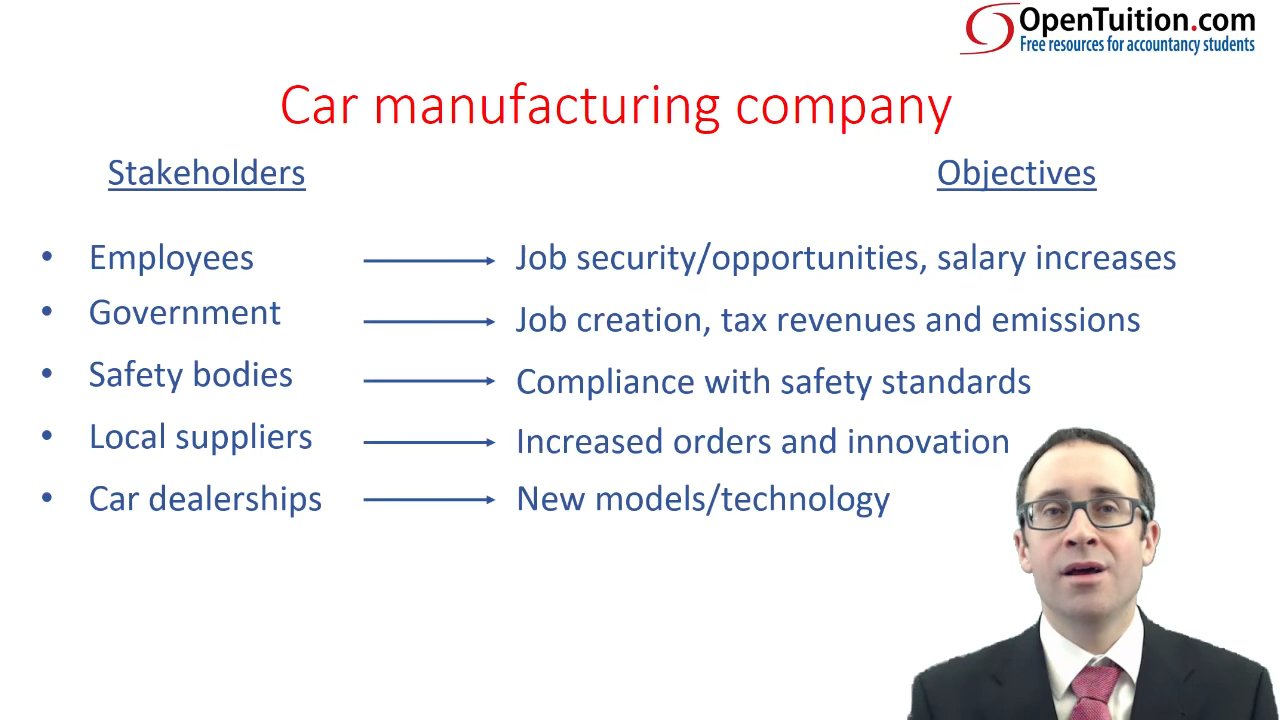 OpenTuition.com
Free resources for accountancy students
Car manufacturing company
Stakeholders Objectives
• Employees Job security/opportunities, salary increases
• Government Job creation, tax revenues and emissions
• Safety bodies Compliance with safety standards
• Local suppliers Increased orders and innovation
• Car dealerships New models/technology